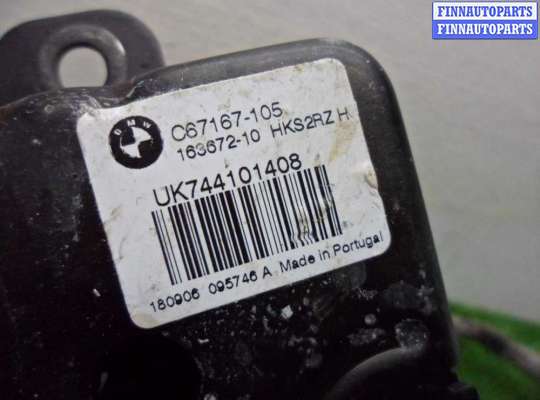 FINNAUTOPARTS
FINNAUTOPARTS
BMW
C67167-105
163672-10 HKS2RZ H
UK744101408
180906 095746 A Made in Portugal